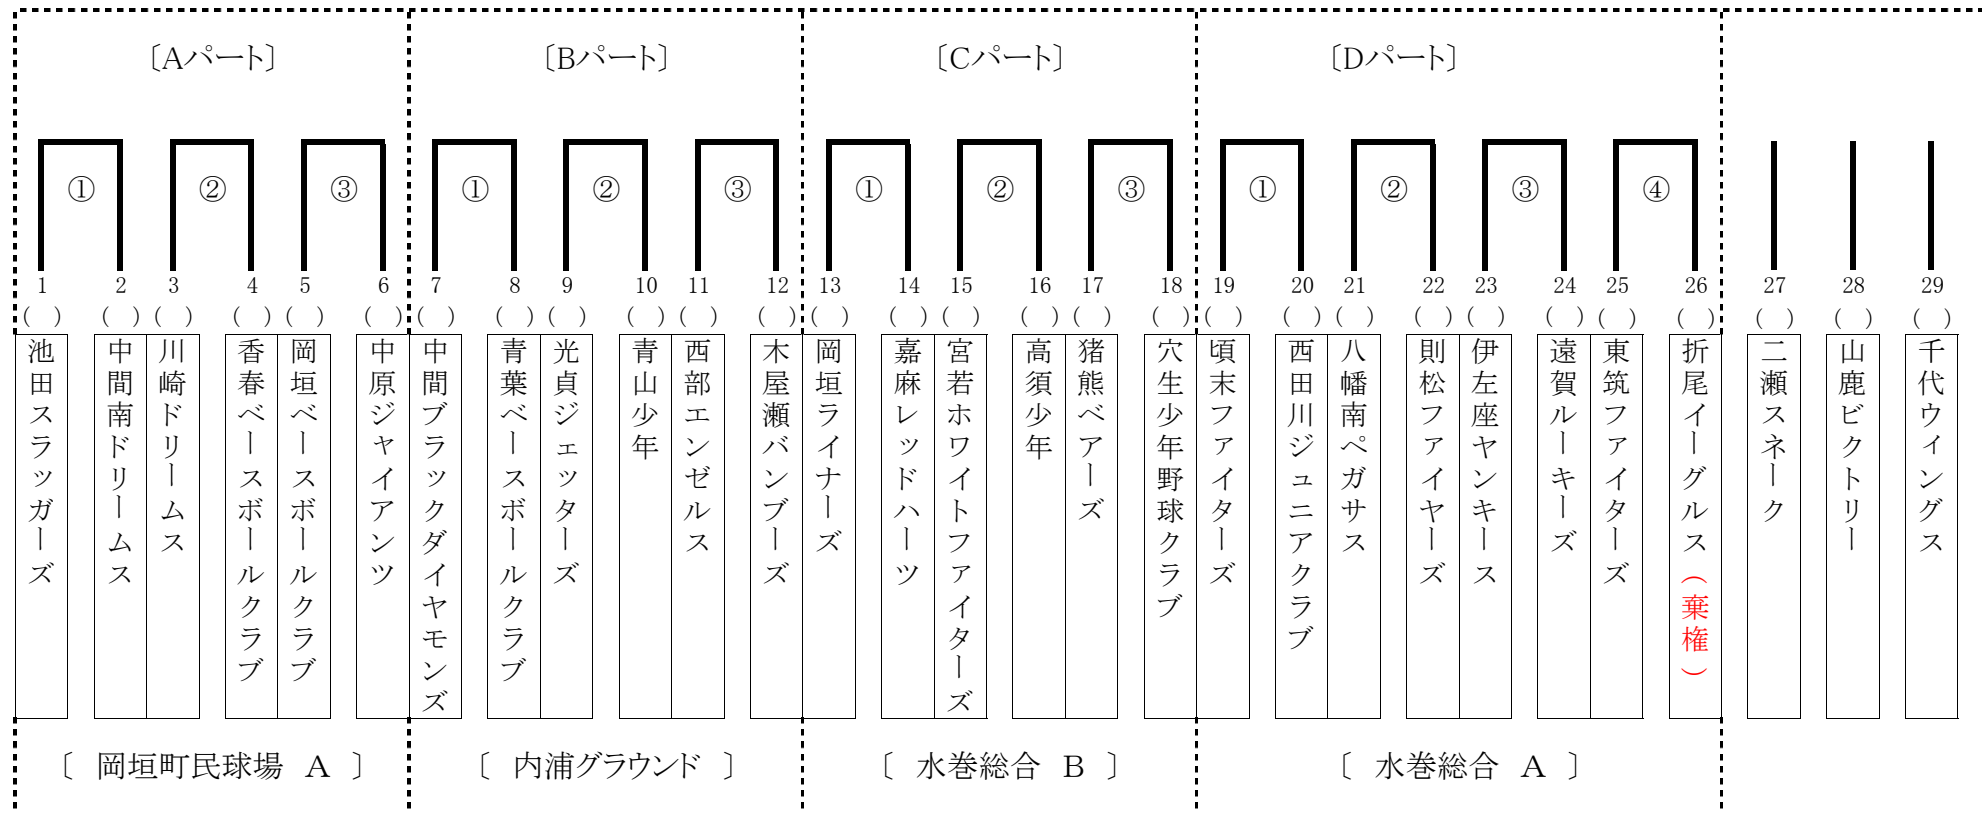 〔Aパート〕 〔Bパート〕 〔Cパート〕 〔Dパート〕
① ② ③ ① ② ③ ① ② ③ ① ② ③ ④
1 2 3 4 5 6 7 8 9 10 11 12 13 14 15 16 17 18 19 20 21 22 23 24 25 26 27 28 29
( ) ( ) ( ) ( ) ( ) ( ) ( ) ( ) ( ) ( ) ( ) ( ) ( ) ( ) ( ) ( ) ( ) ( ) ( ) ( ) ( ) ( ) ( ) ( ) ( ) ( ) ( ) ( ) ( )
池田スラッガーズ
中間南ドリームス
川崎ドリームス
香春ベースボールクラブ
岡垣ベースボールクラブ
中原ジャイアンツ
中間ブラックダイヤモンズ
青葉ベースボールクラブ
光貞ジェッターズ
青山少年
西部エンゼルス
木屋瀬バンブーズ
岡垣ライナーズ
嘉麻レッドハーツ
宮若ホワイトファイターズ
高須少年
猪熊ベアーズ
穴生少年野球クラブ
頃末ファイターズ
西田川ジュニアクラブ
八幡南ペガサス
則松ファイヤーズ
伊左座ヤンキース
遠賀ルーキーズ
東筑ファイターズ
折尾イーグルス（棄権）
二瀬スネーク
山鹿ビクトリー
千代ウィングス
〔 岡垣町民球場 A 〕 〔 内浦グラウンド 〕 〔 水巻総合 B 〕 〔 水巻総合 A 〕